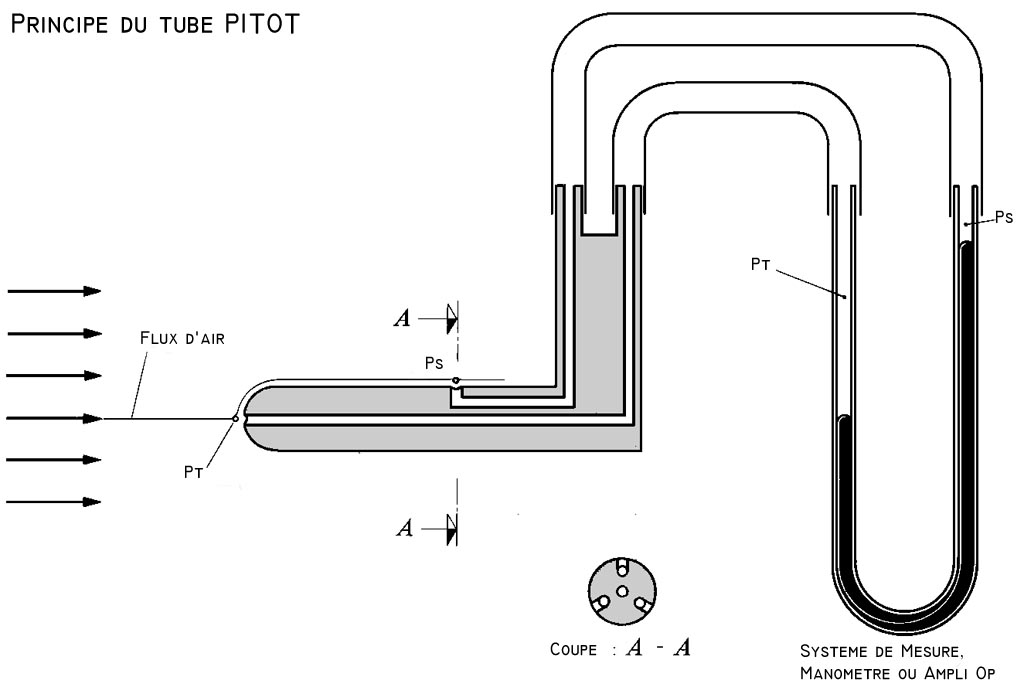 Principe du tube PITOT
Ps
PT
A
Flux d'air
Ps
PT
A
Coupe : A - A
Systeme de Mesure,
Manometre ou Ampli Op